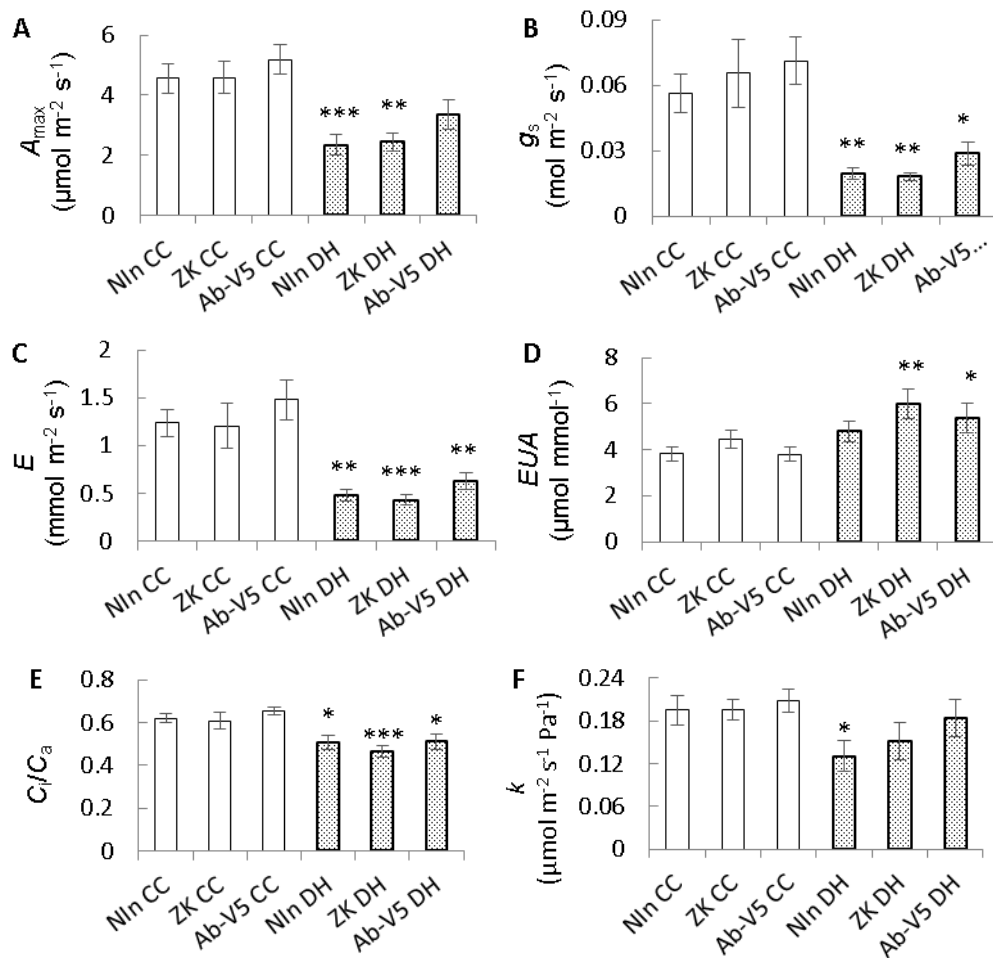 A
A_max
(µmol m⁻² s⁻¹)
6
4
2
0
***
**
NIn CC
ZK CC
Ab-V5 CC
NIn DH
ZK DH
Ab-V5 DH
B
g_s
(mol m⁻² s⁻¹)
0.09
0.06
0.03
0
**
**
*
NIn CC
ZK CC
Ab-V5 CC
NIn DH
ZK DH
Ab-V5...
C
E
(mmol m⁻² s⁻¹)
2
1.5
1
0.5
0
**
***
**
NIn CC
ZK CC
Ab-V5 CC
NIn DH
ZK DH
Ab-V5 DH
D
EUA
(µmol mmol⁻¹)
8
6
4
2
0
**
*
NIn CC
ZK CC
Ab-V5 CC
NIn DH
ZK DH
Ab-V5 DH
E
C_i/C_a
0.8
0.6
0.4
0.2
0
*
***
*
NIn CC
ZK CC
Ab-V5 CC
NIn DH
ZK DH
Ab-V5 DH
F
k
(µmol m⁻² s⁻¹ Pa⁻¹)
0.24
0.18
0.12
0.06
0
*
NIn CC
ZK CC
Ab-V5 CC
NIn DH
ZK DH
Ab-V5 DH